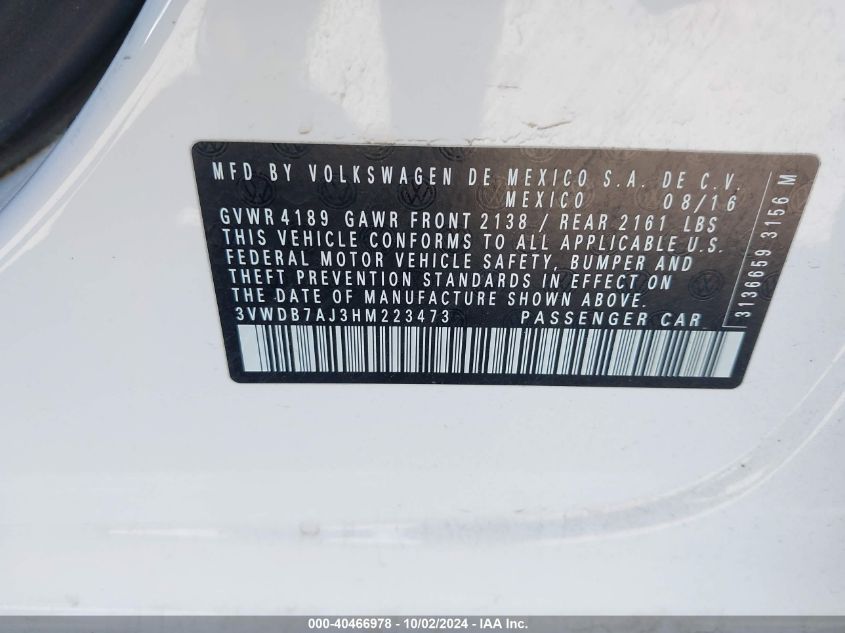 MFD BY VOLKSWAGEN DE MEXICO S.A. DE C.V.
MEXICO 08/16
GVWR 4189 GAWR FRONT 2138 / REAR 2161 LBS
THIS VEHICLE CONFORMS TO ALL APPLICABLE U.S.
FEDERAL MOTOR VEHICLE SAFETY, BUMPER AND
THEFT PREVENTION STANDARDS IN EFFECT ON
THE DATE OF MANUFACTURE SHOWN ABOVE.
3VWDB7AJ3HM223473 PASSENGER CAR
3136659 3156 M
000-40466978 - 10/02/2024 - IAA Inc.